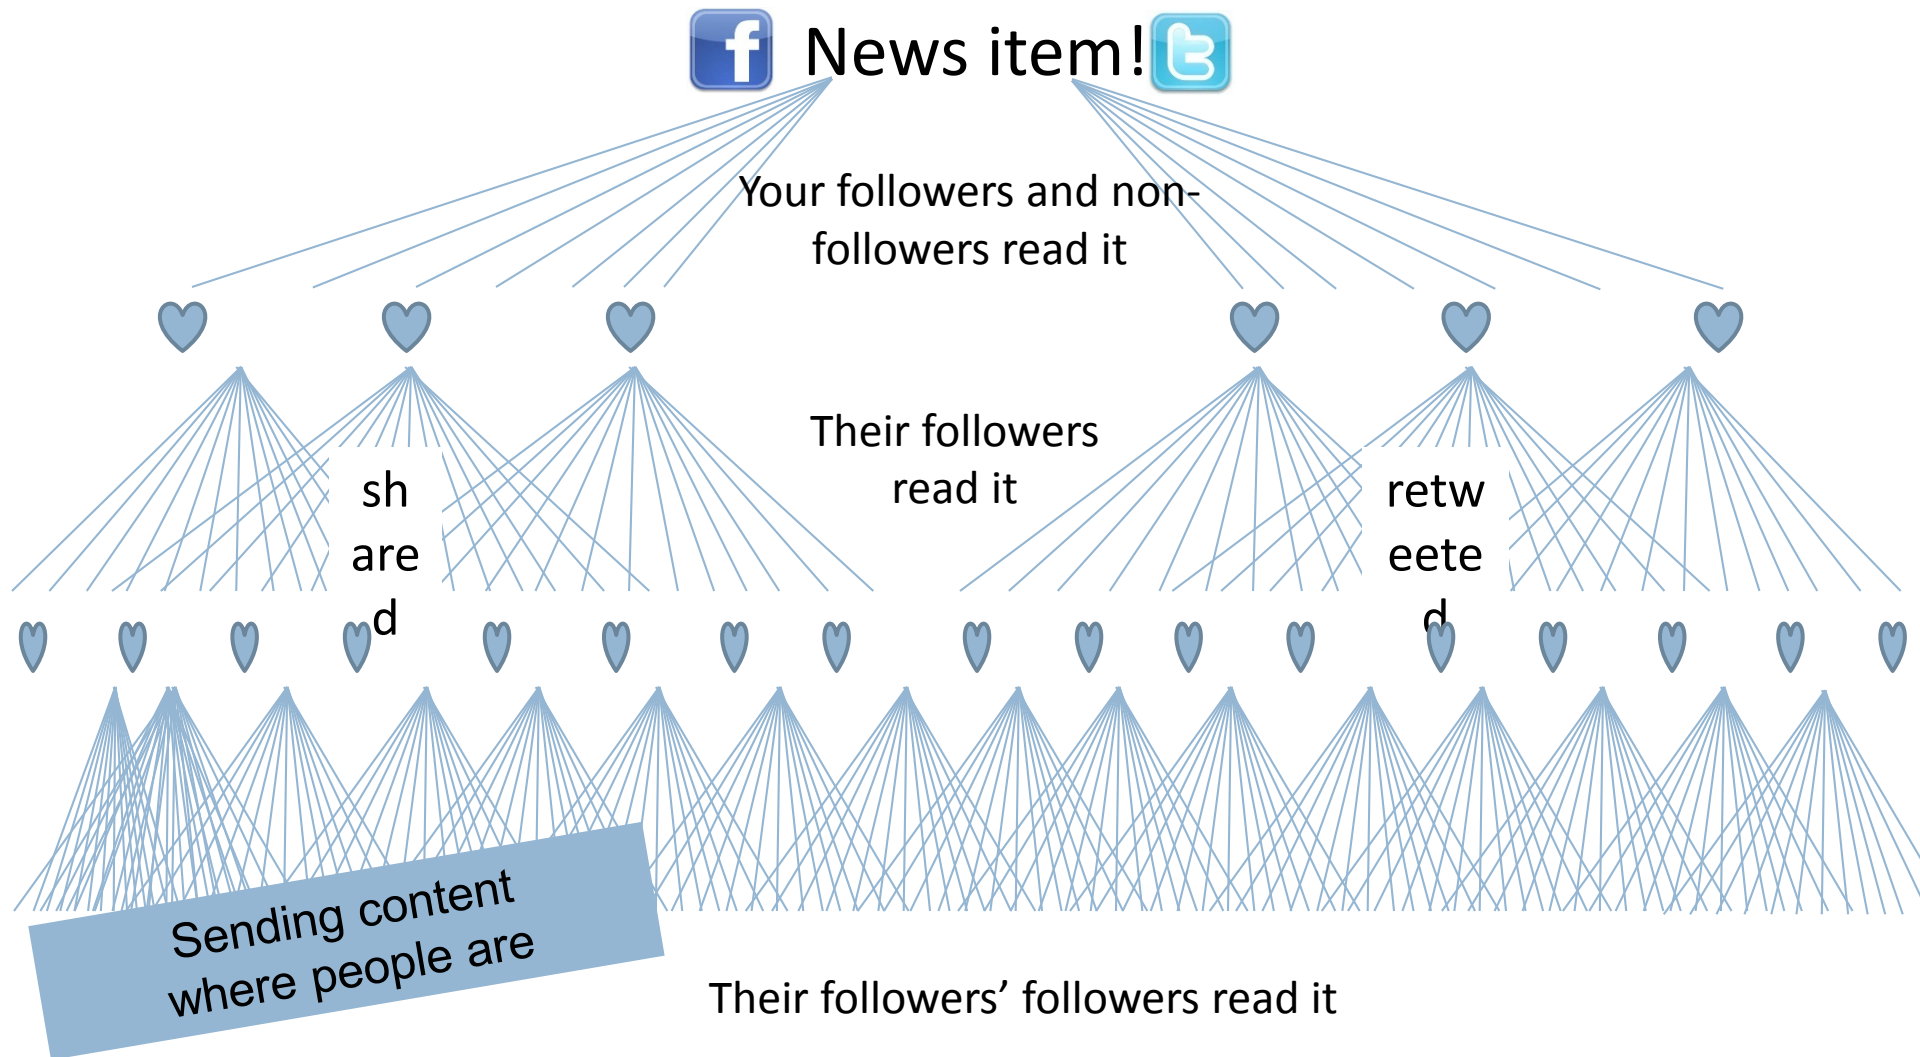 News item!
Your followers and non-
followers read it
Their followers
read it
sh
are
d
retw
eete
d
Sending content
where people are
Their followers’ followers read it